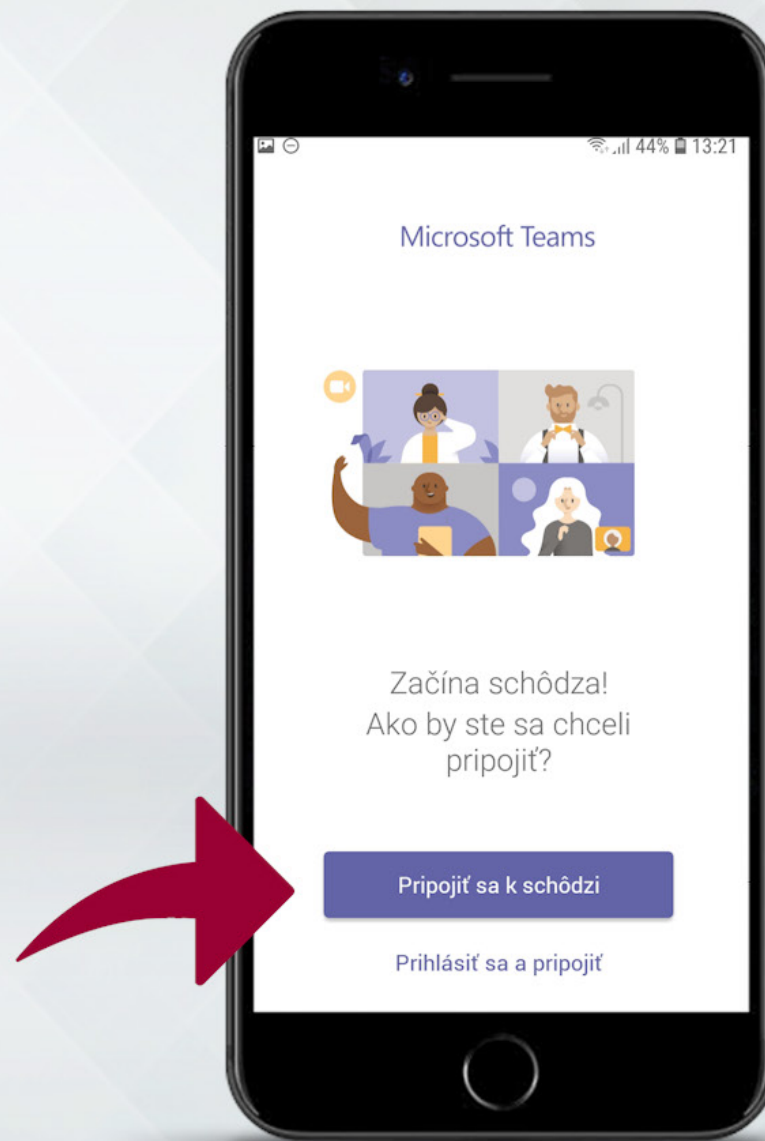 44% 13:21
Microsoft Teams
Začína schôdza!
Ako by ste sa chceli
pripojiť?
Pripojiť sa k schôdzi
Prihlásiť sa a pripojiť